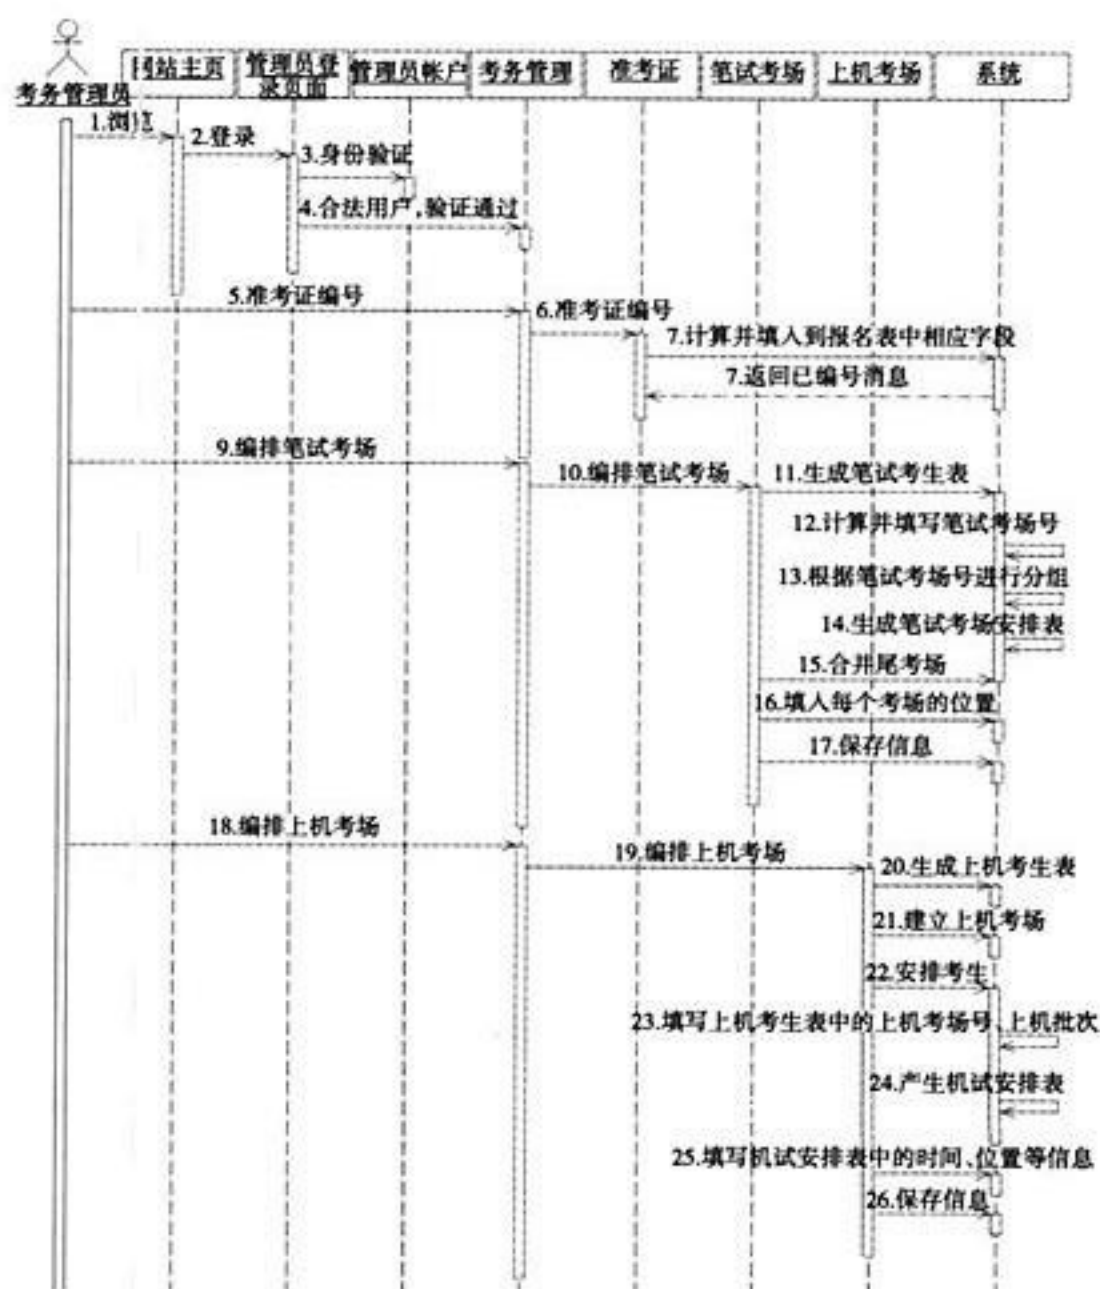 网站主页
管理员登
录页面
管理员帐户
考务管理
准考证
笔试考场
上机考场
系统
考务管理员
1.浏览
2.登录
3.身份验证
4.合法用户,验证通过
5.准考证编号
6.准考证编号
7.计算并填入到报名表中相应字段
7.返回已编号消息
9.编排笔试考场
10.编排笔试考场
11.生成笔试考生表
12.计算并填写笔试考场号
13.根据笔试考场号进行分组
14.生成笔试考场安排表
15.合并尾考场
16.填入每个考场的位置
17.保存信息
18.编排上机考场
19.编排上机考场
20.生成上机考生表
21.建立上机考场
22.安排考生
23.填写上机考生表中的上机考场号、上机批次
24.产生机试安排表
25.填写机试安排表中的时间、位置等信息
26.保存信息